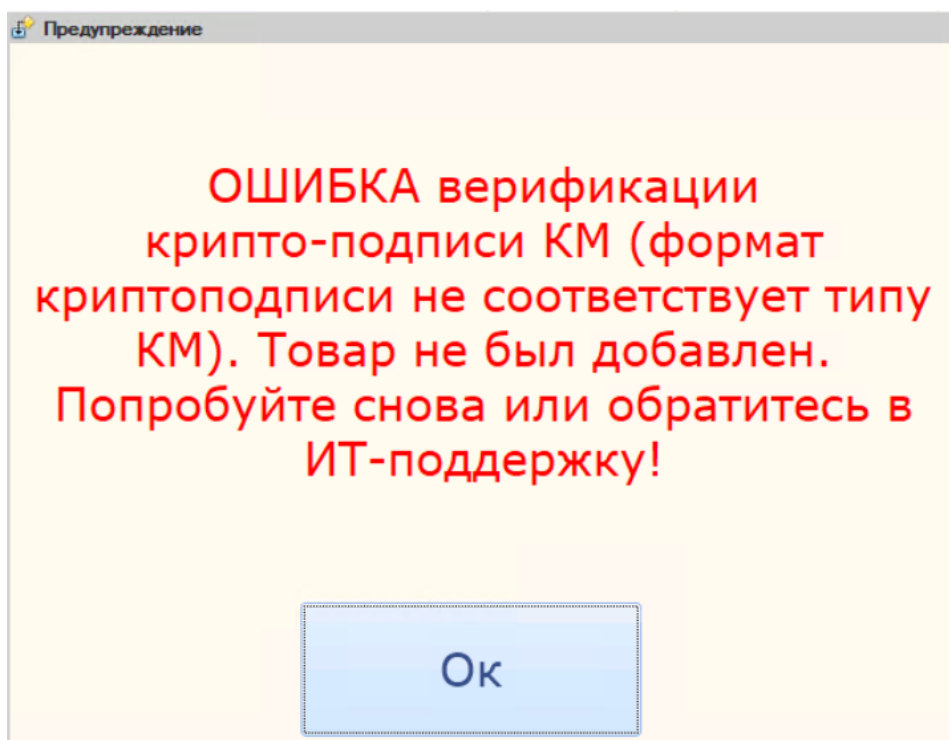 Предупреждение
ОШИБКА верификации
крипто-подписи КМ (формат
криптоподписи не соответствует типу
КМ). Товар не был добавлен.
Попробуйте снова или обратитесь в
ИТ-поддержку!
Ок